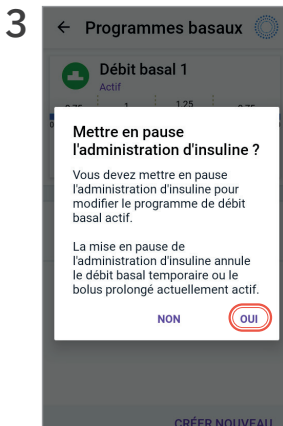 3
Programmes basaux
Débit basal 1
Actif
0.75 1 1.25 0.75
Mettre en pause
l'administration d'insuline ?
Vous devez mettre en pause
l'administration d'insuline pour
modifier le programme de débit
basal actif.
La mise en pause de
l'administration d'insuline annule
le débit basal temporaire ou le
bolus prolongé actuellement actif.
NON OUI
CRÉER NOUVEAU